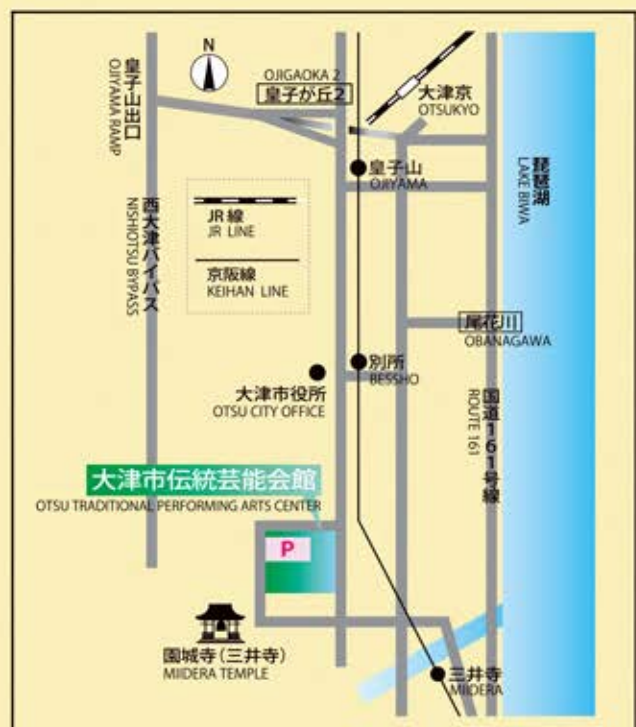 N
皇子山出口
OJIYAMA RAMP
OJIGAOKA 2
皇子が丘2
大津京
OTSUKYO
皇子山
OJIYAMA
琵琶湖
LAKE BIWA
西大津バイパス
NISHIOTSU BYPASS
JR線
JR LINE
京阪線
KEIHAN LINE
尾花川
OBANAGAWA
別所
BESSHO
大津市役所
OTSU CITY OFFICE
国道161号線
ROUTE 161
大津市伝統芸能会館
OTSU TRADITIONAL PERFORMING ARTS CENTER
P
園城寺(三井寺)
MIIDERA TEMPLE
三井寺
MIIDERA